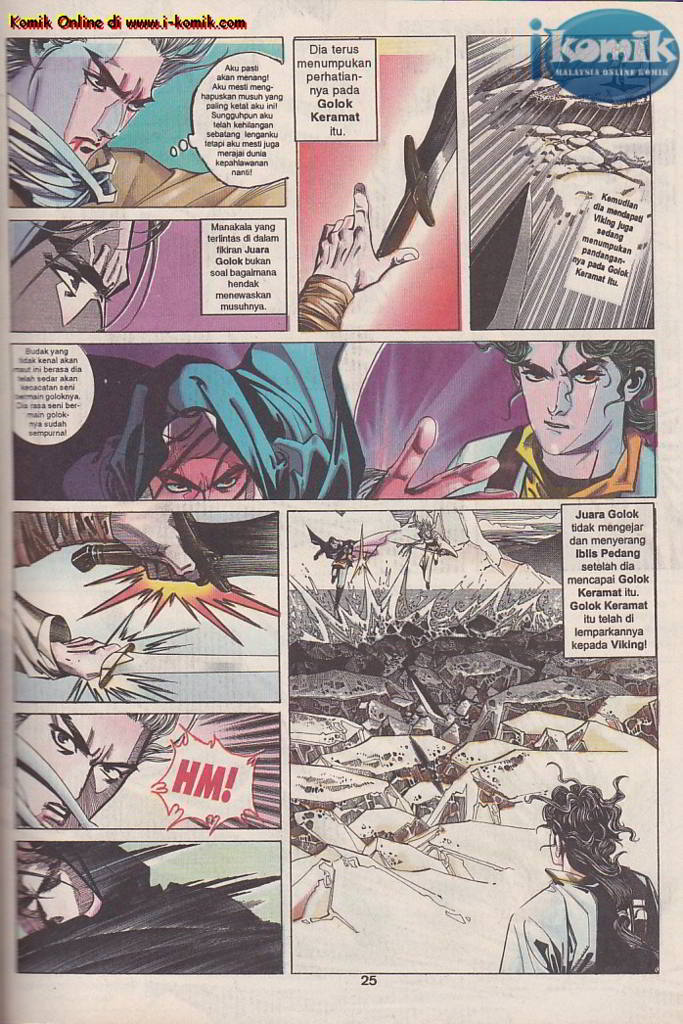 Komik Online di www.i-komik.com
ikomik
MALAYSIA ONLINE KOMIK
Aku pasti
akan menang!
Aku mesti meng-
hapuskan musuh yang
paling ketat aku ini!
Sungguhpun aku
telah kehilangan
sebatang lenganku
tetapi aku mesti juga
merajai dunia
kepahlawanan
nanti!
Dia terus
menumpukan
perhatian-
nya pada
Golok
Keramat
itu.
Kemudian
dia mendapati
Viking juga
sedang
menumpukan
pandangan-
nya pada Golok
Keramat itu.
Manakala yang
terlintas di dalam
fikiran Juara
Golok bukan
soal bagaimana
hendak
menewaskan
musuhnya.
Budak yang
tidak kenal akan
maut ini berasa dia
telah sedar akan
kecacatan seni
bermain goloknya.
Dia rasa seni ber-
main golok-
nya sudah
sempurna!
Juara Golok
tidak mengejar
dan menyerang
Iblis Pedang
setelah dia
mencapai Golok
Keramat itu.
Golok Keramat
itu telah di
lemparkannya
kepada Viking!
HM!
25